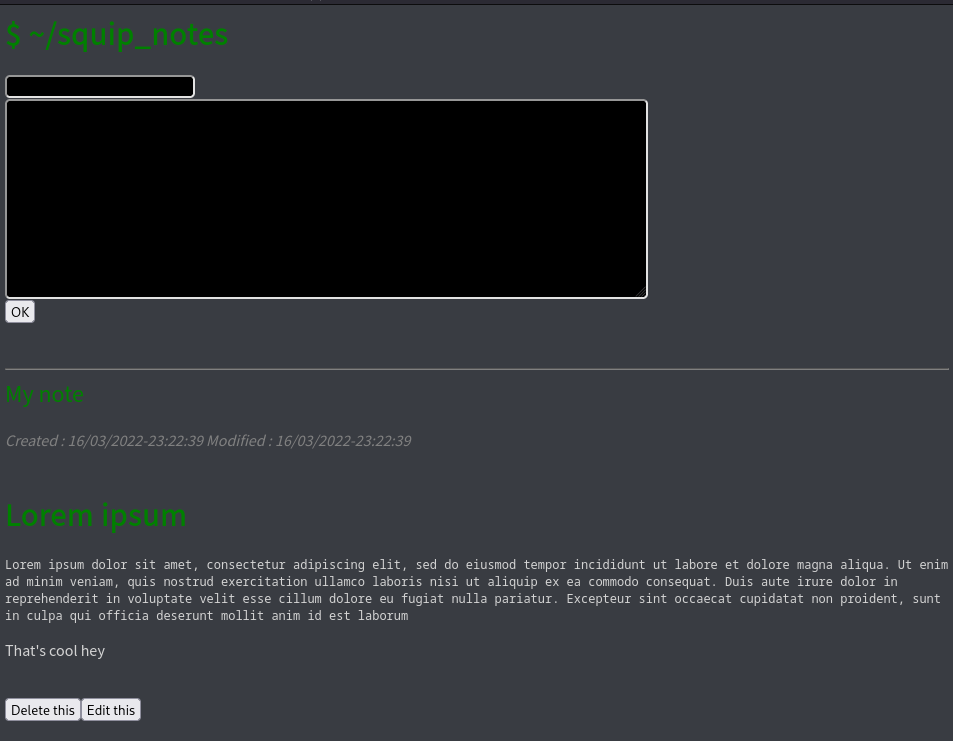 $ ~/squip_notes
OK
My note
Created : 16/03/2022-23:22:39 Modified : 16/03/2022-23:22:39
Lorem ipsum
Lorem ipsum dolor sit amet, consectetur adipiscing elit, sed do eiusmod tempor incididunt ut labore et dolore magna aliqua. Ut enim
ad minim veniam, quis nostrud exercitation ullamco laboris nisi ut aliquip ex ea commodo consequat. Duis aute irure dolor in
reprehenderit in voluptate velit esse cillum dolore eu fugiat nulla pariatur. Excepteur sint occaecat cupidatat non proident, sunt
in culpa qui officia deserunt mollit anim id est laborum
That's cool hey
Delete this Edit this